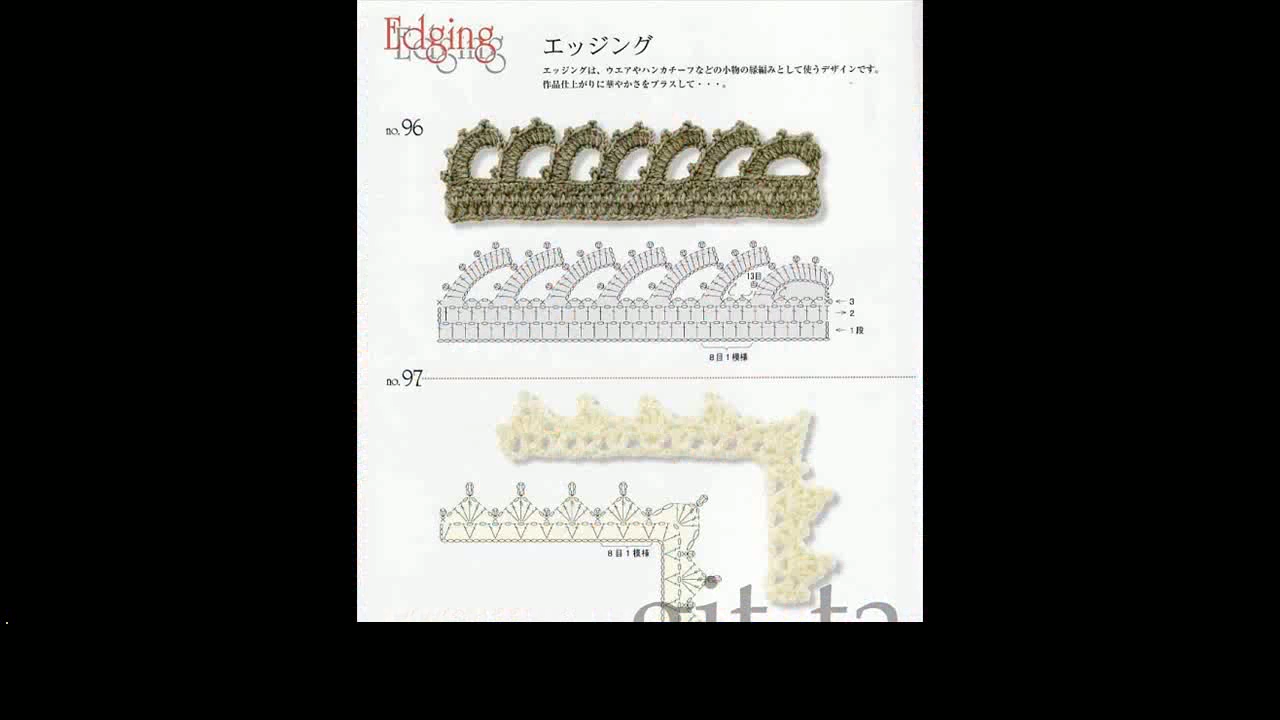 Edging
エッジング
エッジングは、ウエアやハンカチーフなどの小物の縁編みとして使うデザインです。
作品仕上がりに華やかさをプラスして・・・。
no. 96
13目
← 3
→ 2
← 1段
8目1模様
no. 97
8目1模様